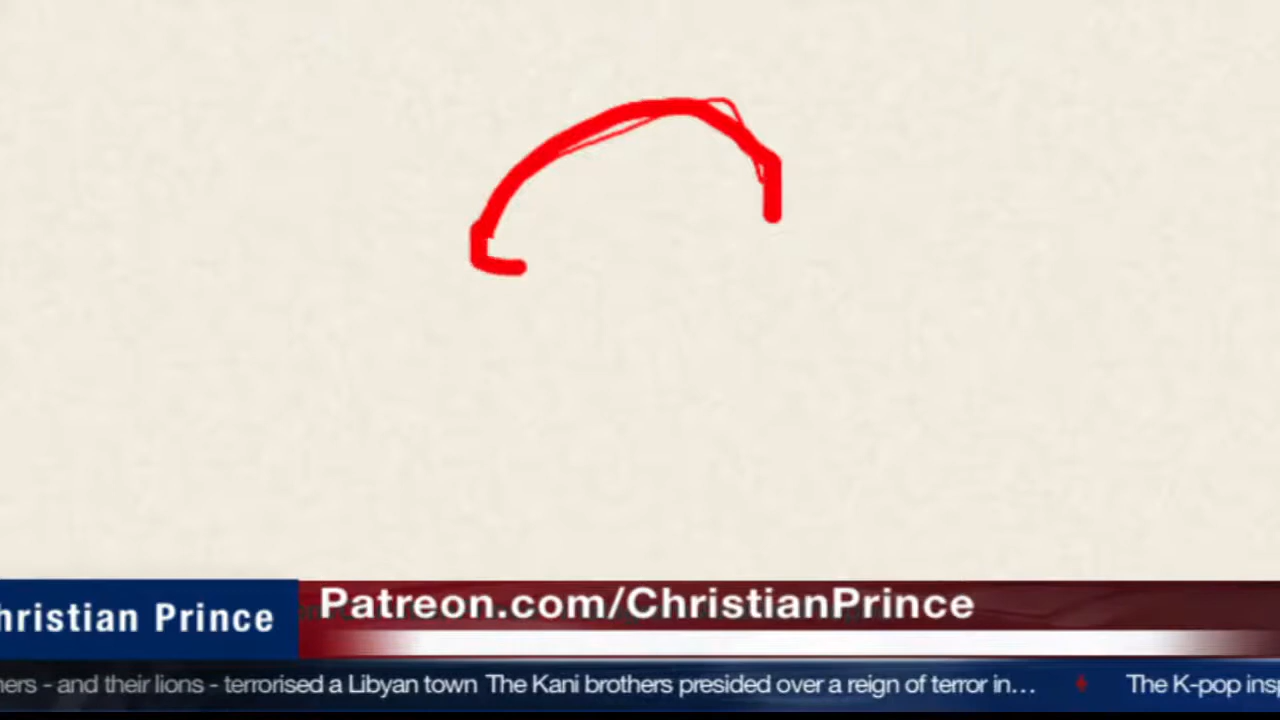 hristian Prince
Patreon.com/ChristianPrince
ers - and their lions - terrorised a Libyan town The Kani brothers presided over a reign of terror in… The K-pop insp